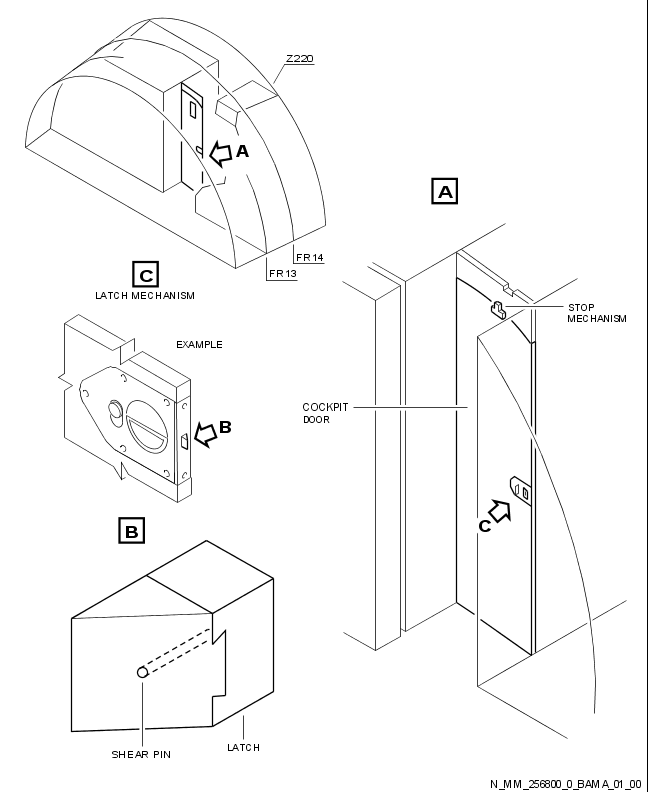 Z220
A
A
FR14
FR13
C
LATCH MECHANISM
STOP
MECHANISM
EXAMPLE
COCKPIT
DOOR
B
C
B
SHEAR PIN
LATCH
N_MM_256800_0_BAMA_01_00